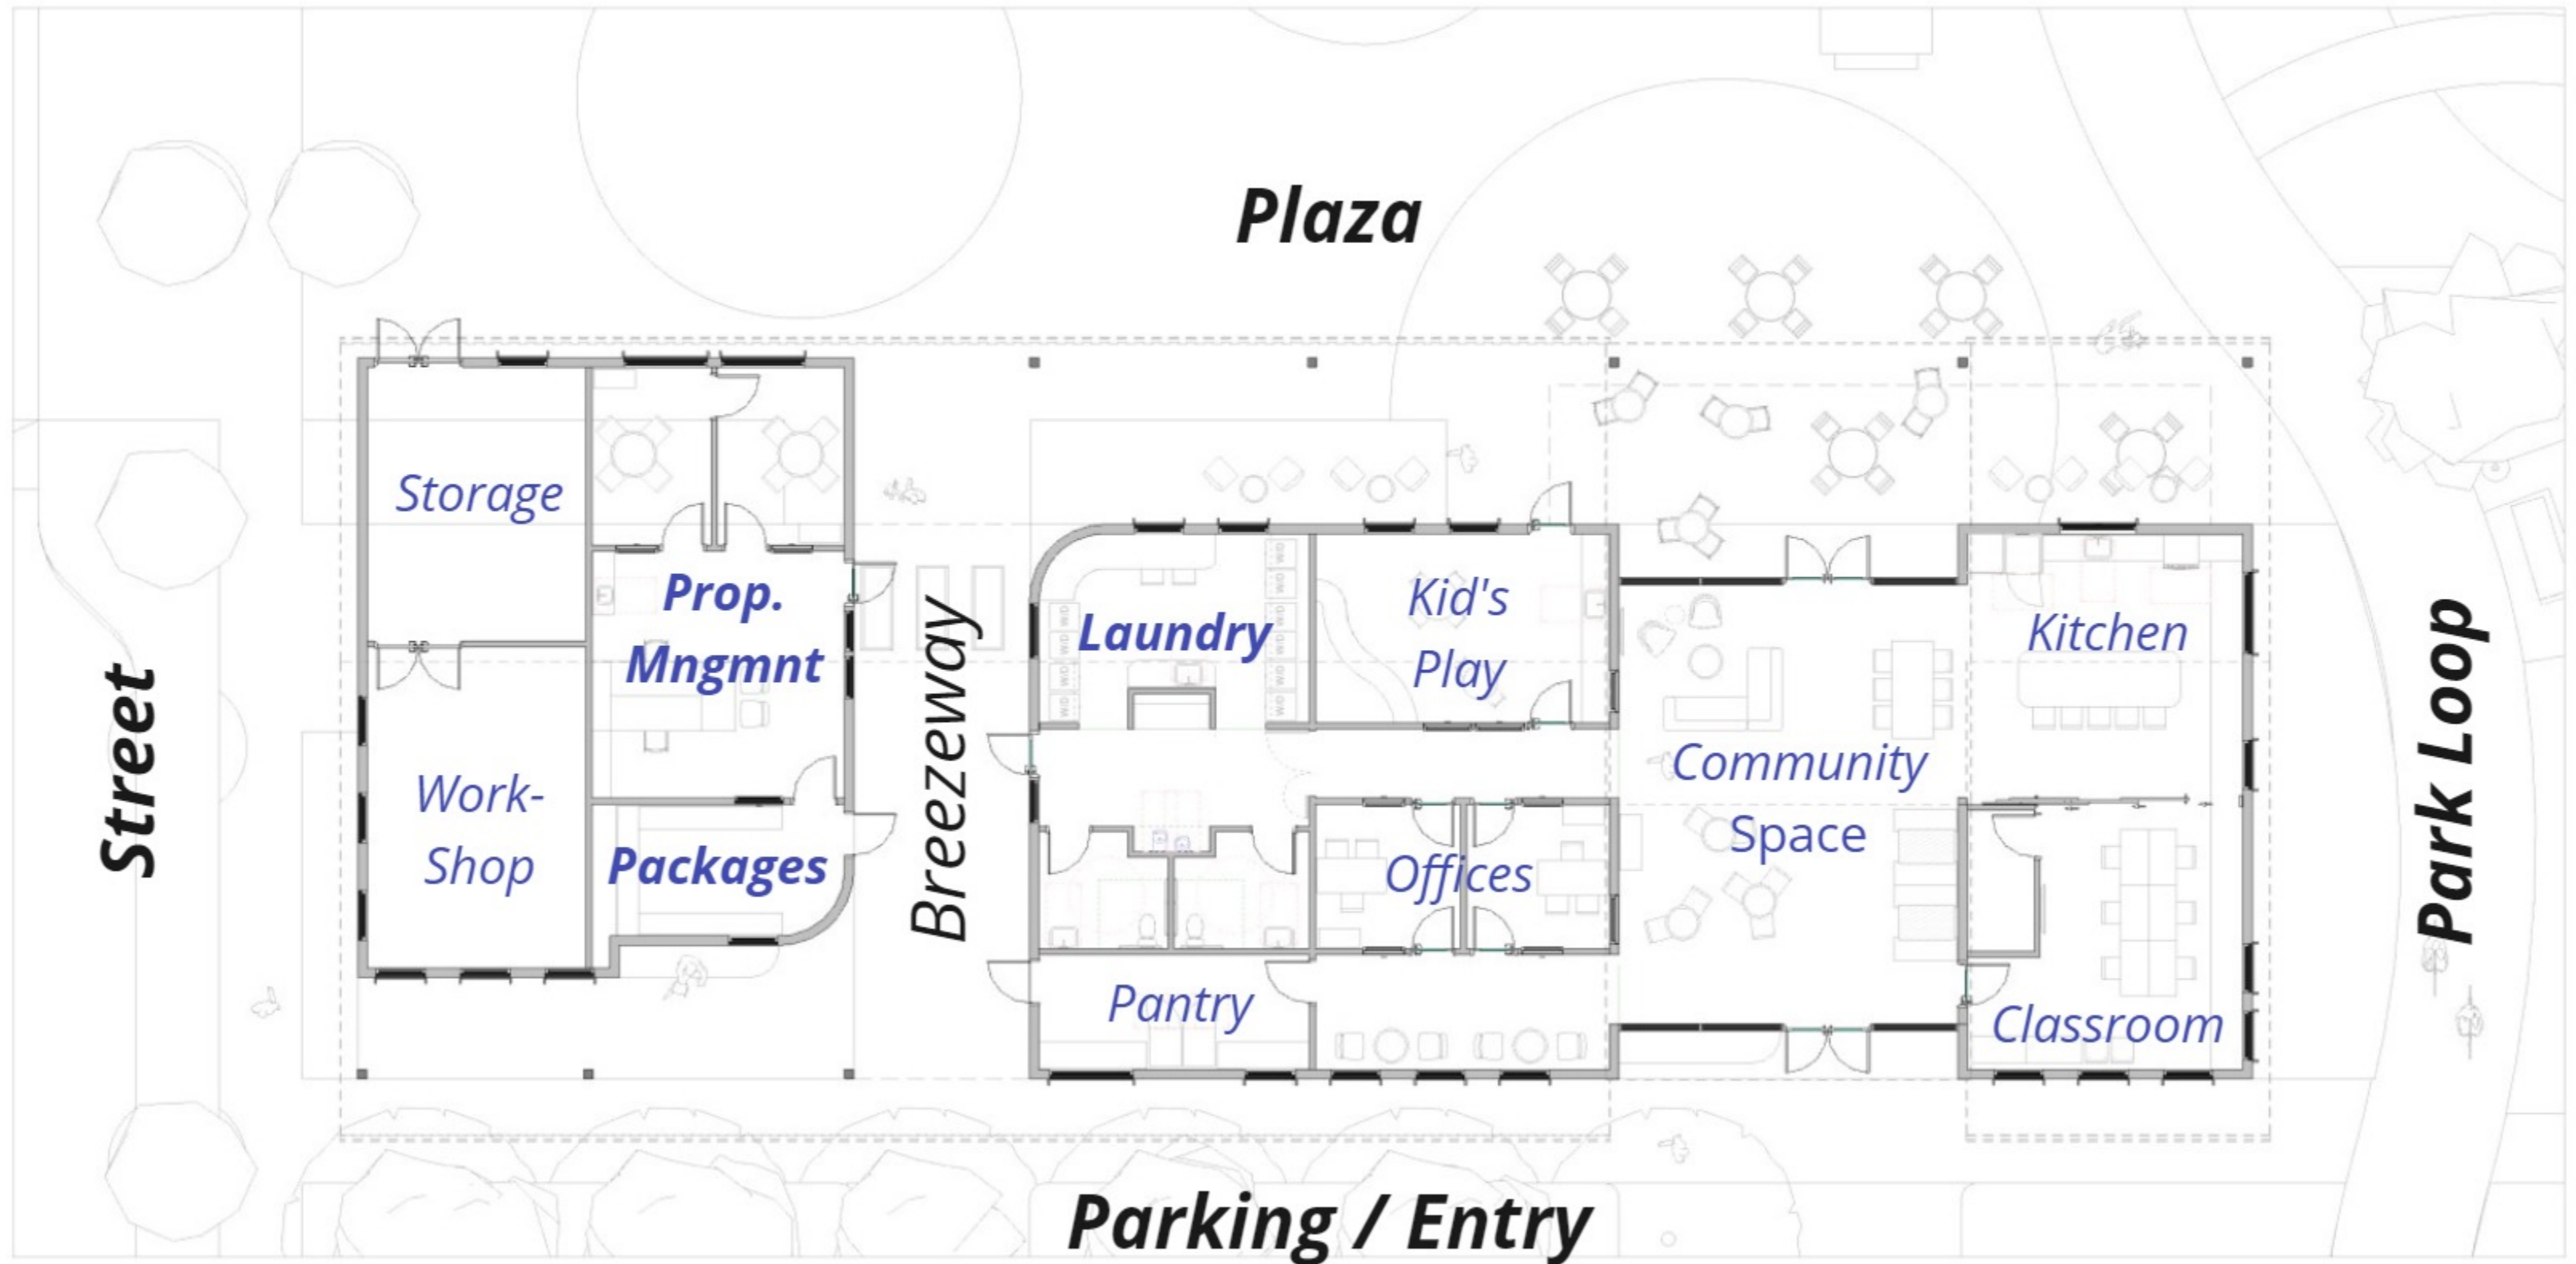 Plaza
Storage
Prop.
Mngmnt
Work-
Shop
Packages
Street
Breezeway
Laundry
Kid's
Play
Offices
Pantry
Community
Space
Kitchen
Classroom
Park Loop
Parking / Entry
W/D
W/D
W/D
W/D
W/D
W/D
W/D
W/D
W/D
W/D